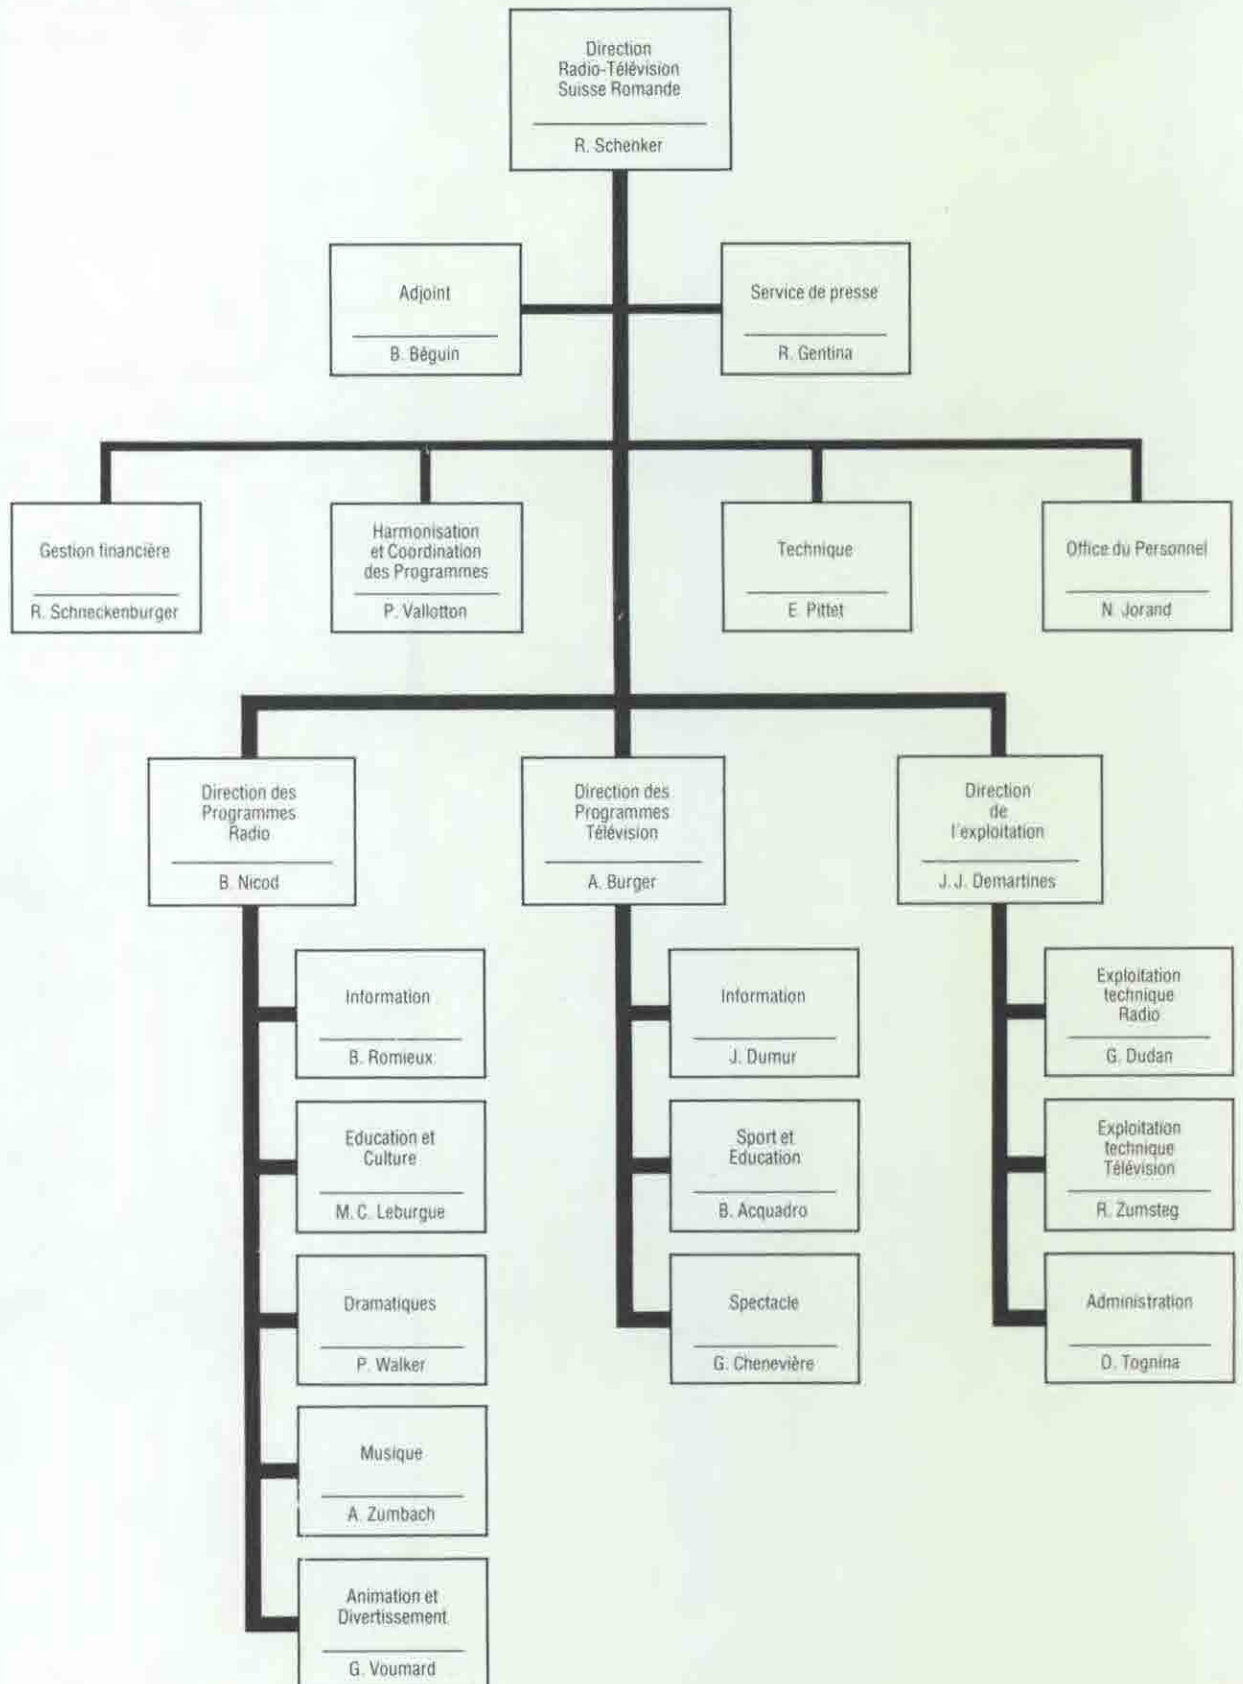 Direction
Radio-Télévision
Suisse Romande
R. Schenker
Adjoint
B. Béguin
Service de presse
R. Gentina
Gestion financière
R. Schneckenburger
Harmonisation
et Coordination
des Programmes
P. Vallotton
Technique
E. Pittet
Office du Personnel
N. Jorand
Direction des
Programmes
Radio
B. Nicod
Direction des
Programmes
Télévision
A. Burger
Direction
de
l'exploitation
J. J. Demartines
Information
B. Romieux
Education et
Culture
M. C. Leburgue
Dramatiques
P. Walker
Musique
A. Zumbach
Animation et
Divertissement
G. Voumard
Information
J. Dumur
Sport et
Education
B. Acquadro
Spectacle
G. Chenevière
Exploitation
technique
Radio
G. Dudan
Exploitation
technique
Télévision
R. Zumsteg
Administration
O. Tognina